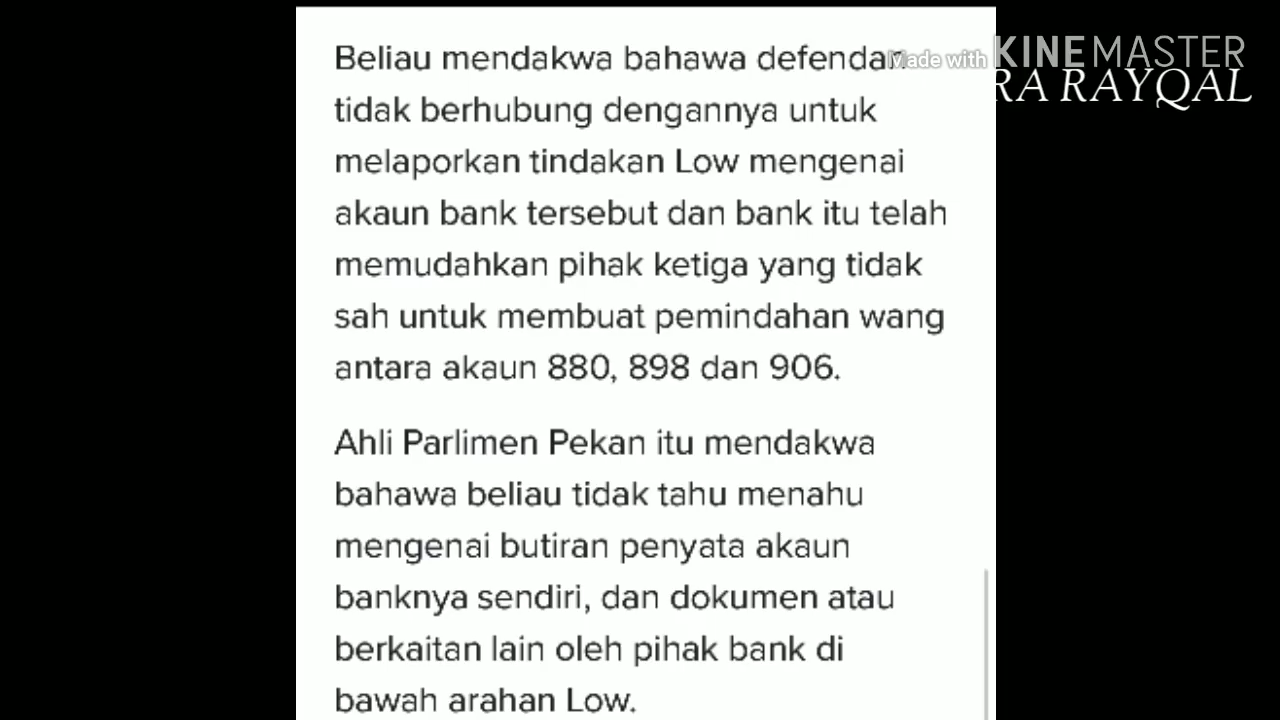 Beliau mendakwa bahawa defendan
Made with KINEMASTER
tidak berhubung dengannya untuk
RA RAYQAL
melaporkan tindakan Low mengenai
akaun bank tersebut dan bank itu telah
memudahkan pihak ketiga yang tidak
sah untuk membuat pemindahan wang
antara akaun 880, 898 dan 906.
Ahli Parlimen Pekan itu mendakwa
bahawa beliau tidak tahu menahu
mengenai butiran penyata akaun
banknya sendiri, dan dokumen atau
berkaitan lain oleh pihak bank di
bawah arahan Low.